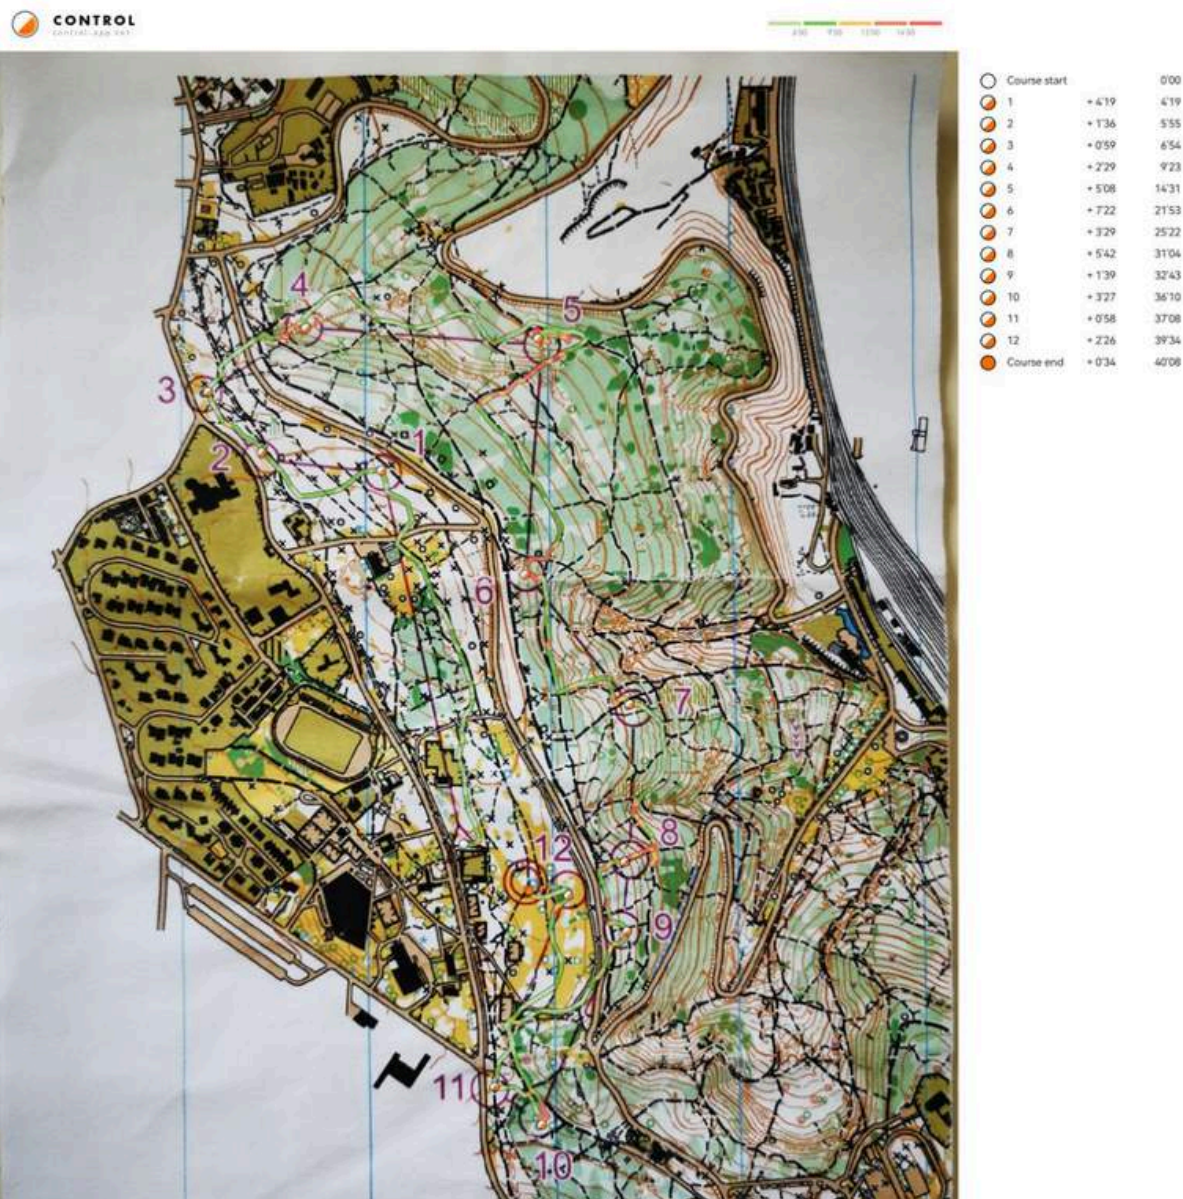 CONTROL
control-app.net
Course start 0'00
1 + 4'19 4'19
2 + 1'36 5'55
3 + 0'59 6'54
4 + 2'29 9'23
5 + 5'08 14'31
6 + 7'22 21'53
7 + 3'29 25'22
8 + 5'42 31'04
9 + 1'39 32'43
10 + 3'27 36'10
11 + 0'58 37'08
12 + 2'26 39'34
Course end + 0'34 40'08
4
5
3
1
2
6
7
12
8
9
11
10